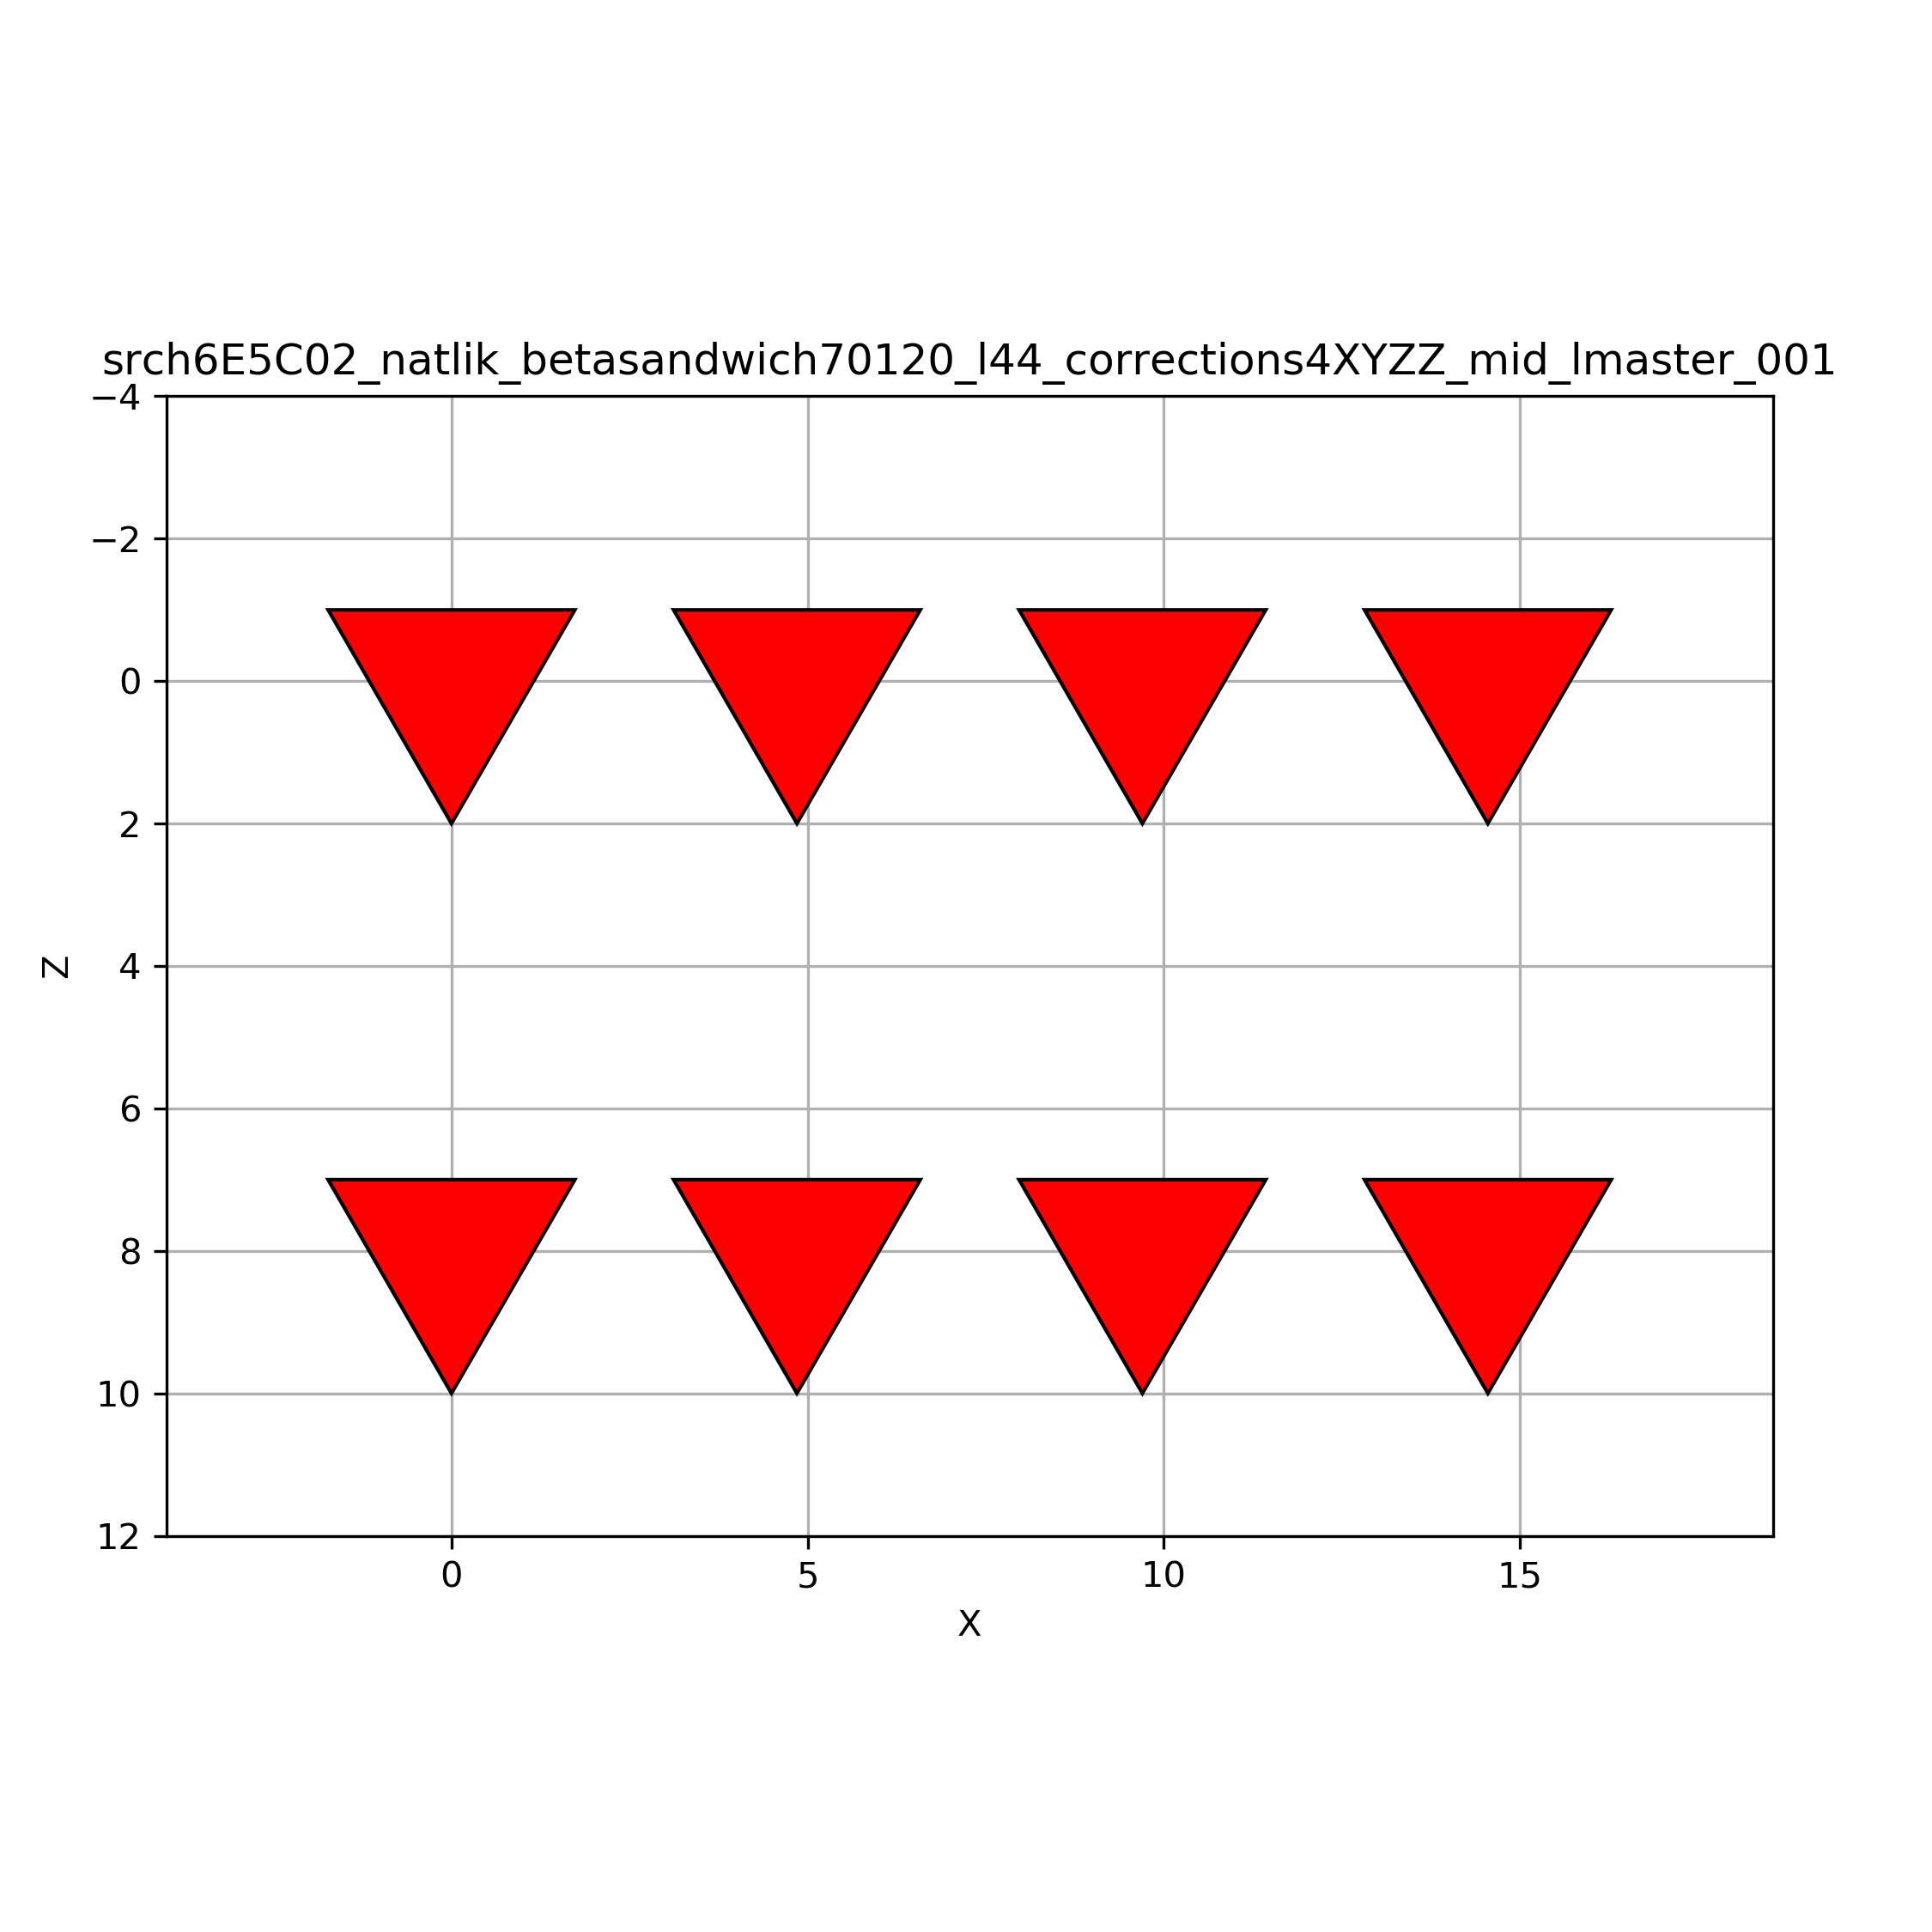 srch6E5C02_natlik_betasandwich70120_l44_corrections4XYZZ_mid_lmaster_001
−4
−2
0
2
4
6
8
10
12
Z
0 5 10 15
X